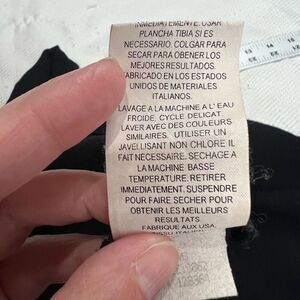 INMEDIATEMENTE. USAR
PLANCHA TIBIA SI ES
NECESARIO. COLGAR PARA
SECAR PARA OBTENER LOS
MEJORES RESULTADOS.
FABRICADO EN LOS ESTADOS
UNIDOS DE MATERIALES
ITALIANOS.
LAVAGE A LA MACHINE A L' EAU
FROIDE, CYCLE DELICAT.
LAVER AVEC DES COULEURS
SIMILAIRES. UTILISER UN
JAVELLISANT NON CHLORE IL
FAIT NECESSAIRE. SECHAGE A
LA MACHINE BASSE
TEMPERATURE. RETIRER
IMMEDIATEMENT. SUSPENDRE
POUR FAIRE SECHER POUR
OBTENIR LES MEILLEURS
RESULTATS.
FABRIQUE AUX USA.
TISSU ITALIEN